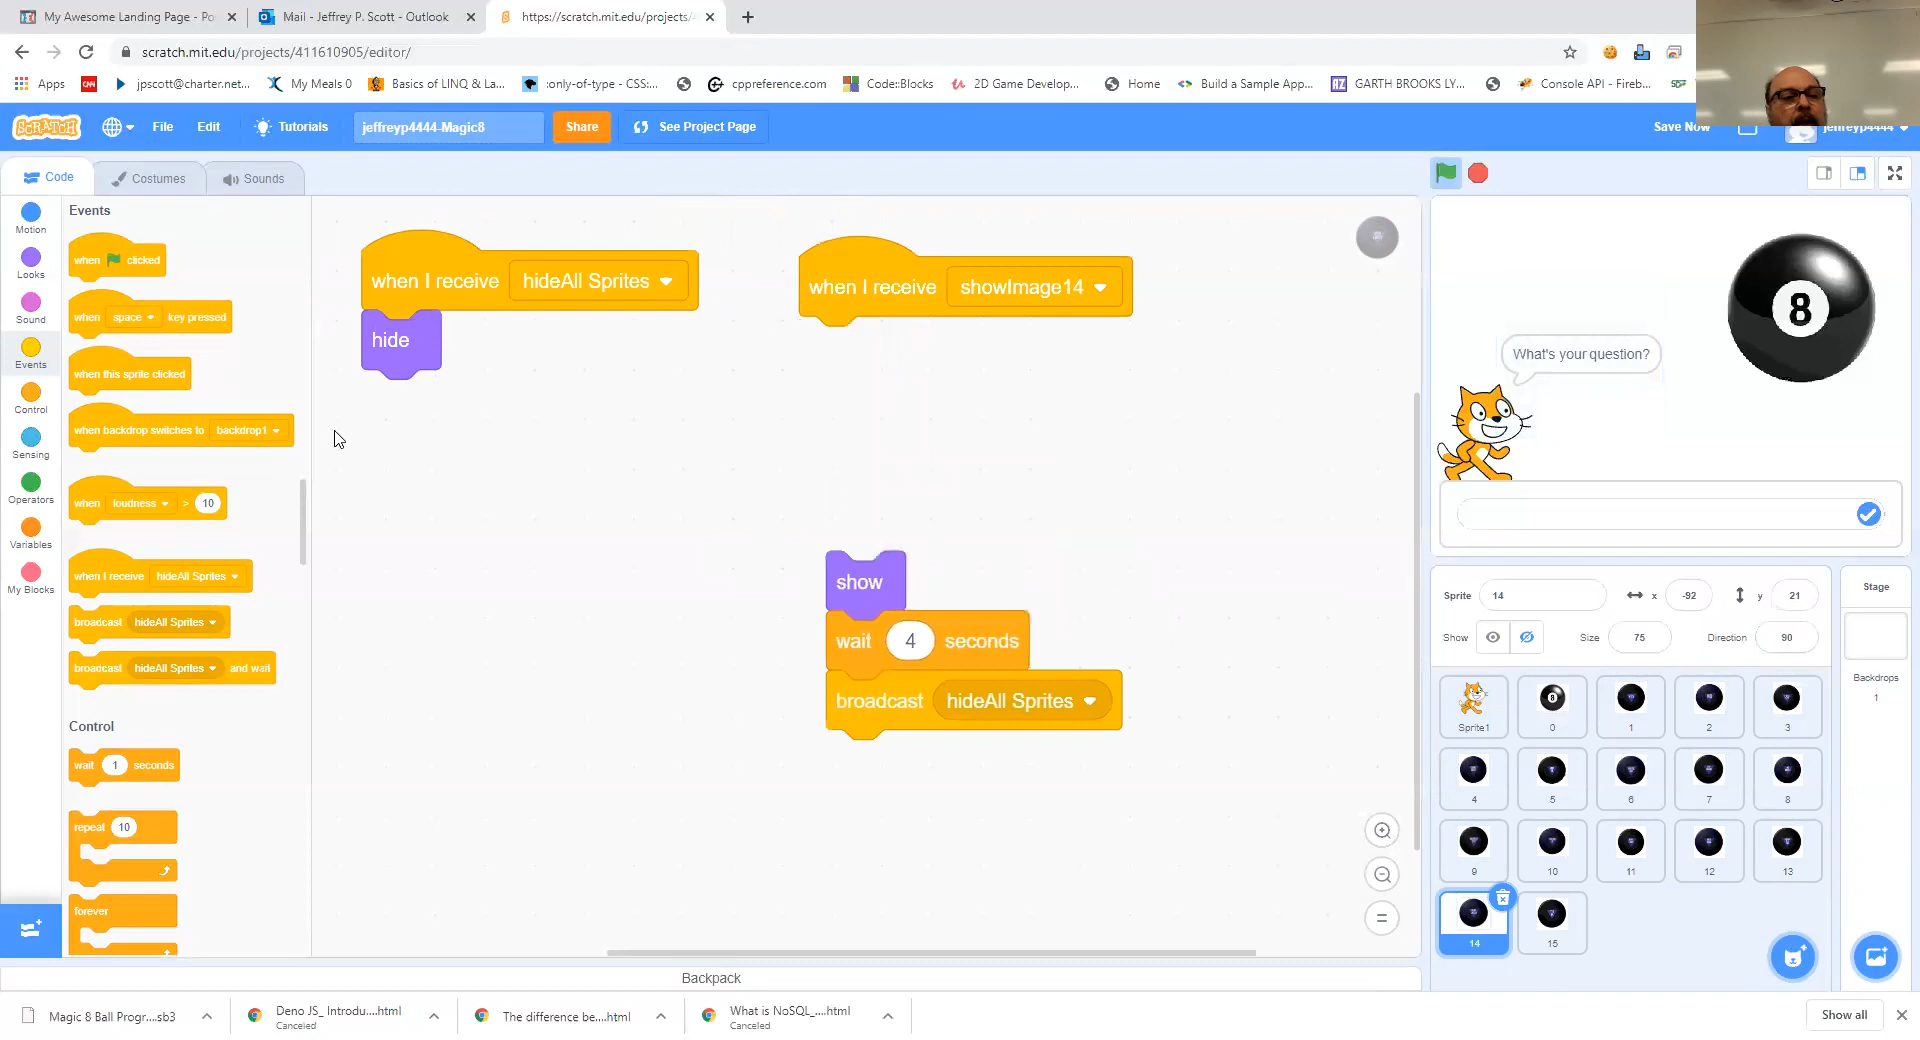 My Awesome Landing Page - Po
Mail - Jeffrey P. Scott - Outlook
https://scratch.mit.edu/projects/4
scratch.mit.edu/projects/411610905/editor/
Apps
CNN
jpscott@charter.net...
My Meals 0
Basics of LINQ & La...
:only-of-type - CSS:...
cppreference.com
Code::Blocks
2D Game Develop...
Home
Build a Sample App...
GARTH BROOKS LY...
Console API - Fireb...
SCRATCH
File
Edit
Tutorials
jeffreyp4444-Magic8
Share
See Project Page
Save Now
jeffreyp4444
Code
Costumes
Sounds
Motion
Looks
Sound
Events
Control
Sensing
Operators
Variables
My Blocks
Events
when clicked
when space key pressed
when this sprite clicked
when backdrop switches to backdrop1
when loudness > 10
when I receive hideAll Sprites
broadcast hideAll Sprites
broadcast hideAll Sprites and wait
Control
wait 1 seconds
repeat 10
forever
when I receive hideAll Sprites
hide
when I receive showImage14
show
wait 4 seconds
broadcast hideAll Sprites
8
What's your question?
Sprite 14 x -92 y 21
Show Size 75 Direction 90
Stage
Backdrops
1
Sprite1 0 1 2 3
4 5 6 7 8
9 10 11 12 13
14 15
Backpack
Magic 8 Ball Progr....sb3
Deno JS_ Introdu....html
Canceled
The difference be....html
What is NoSQL_....html
Canceled
Show all